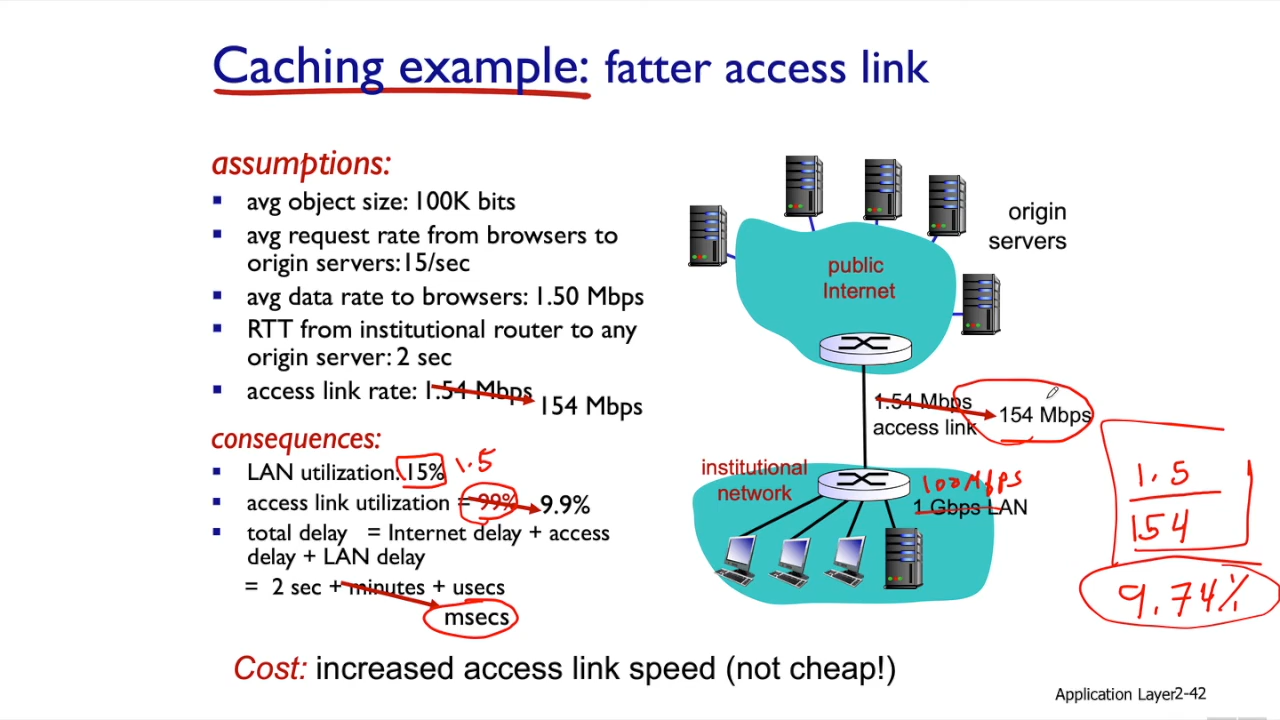 Caching example: fatter access link
assumptions:
avg object size: 100K bits
avg request rate from browsers to
origin servers:15/sec
avg data rate to browsers: 1.50 Mbps
RTT from institutional router to any
origin server: 2 sec
access link rate: 1.54 Mbps
154 Mbps
consequences:
LAN utilization: 15% 1.5
access link utilization = 99% 9.9%
total delay = Internet delay + access
delay + LAN delay
= 2 sec + minutes + usecs
msecs
Cost: increased access link speed (not cheap!)
origin
servers
public
Internet
1.54 Mbps
154 Mbps
access link
institutional
network
100Mbps
1 Gbps LAN
1.5
154
9.74%
Application Layer2-42